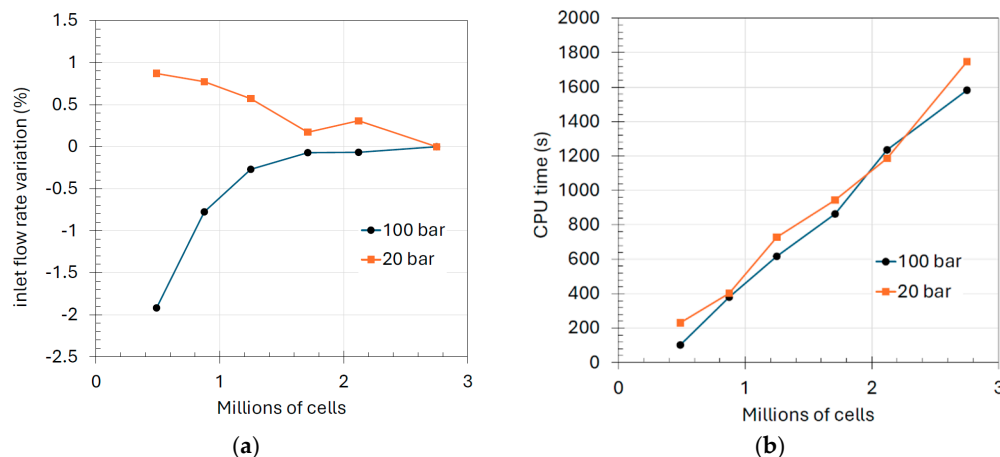 1.5
1
0.5
0
-0.5
-1
-1.5
-2
-2.5
inlet flow rate variation (%)
100 bar
20 bar
0 1 2 3
Millions of cells
(a)
2000
1800
1600
1400
1200
1000
800
600
400
200
0
CPU time (s)
100 bar
20 bar
0 1 2 3
Millions of cells
(b)